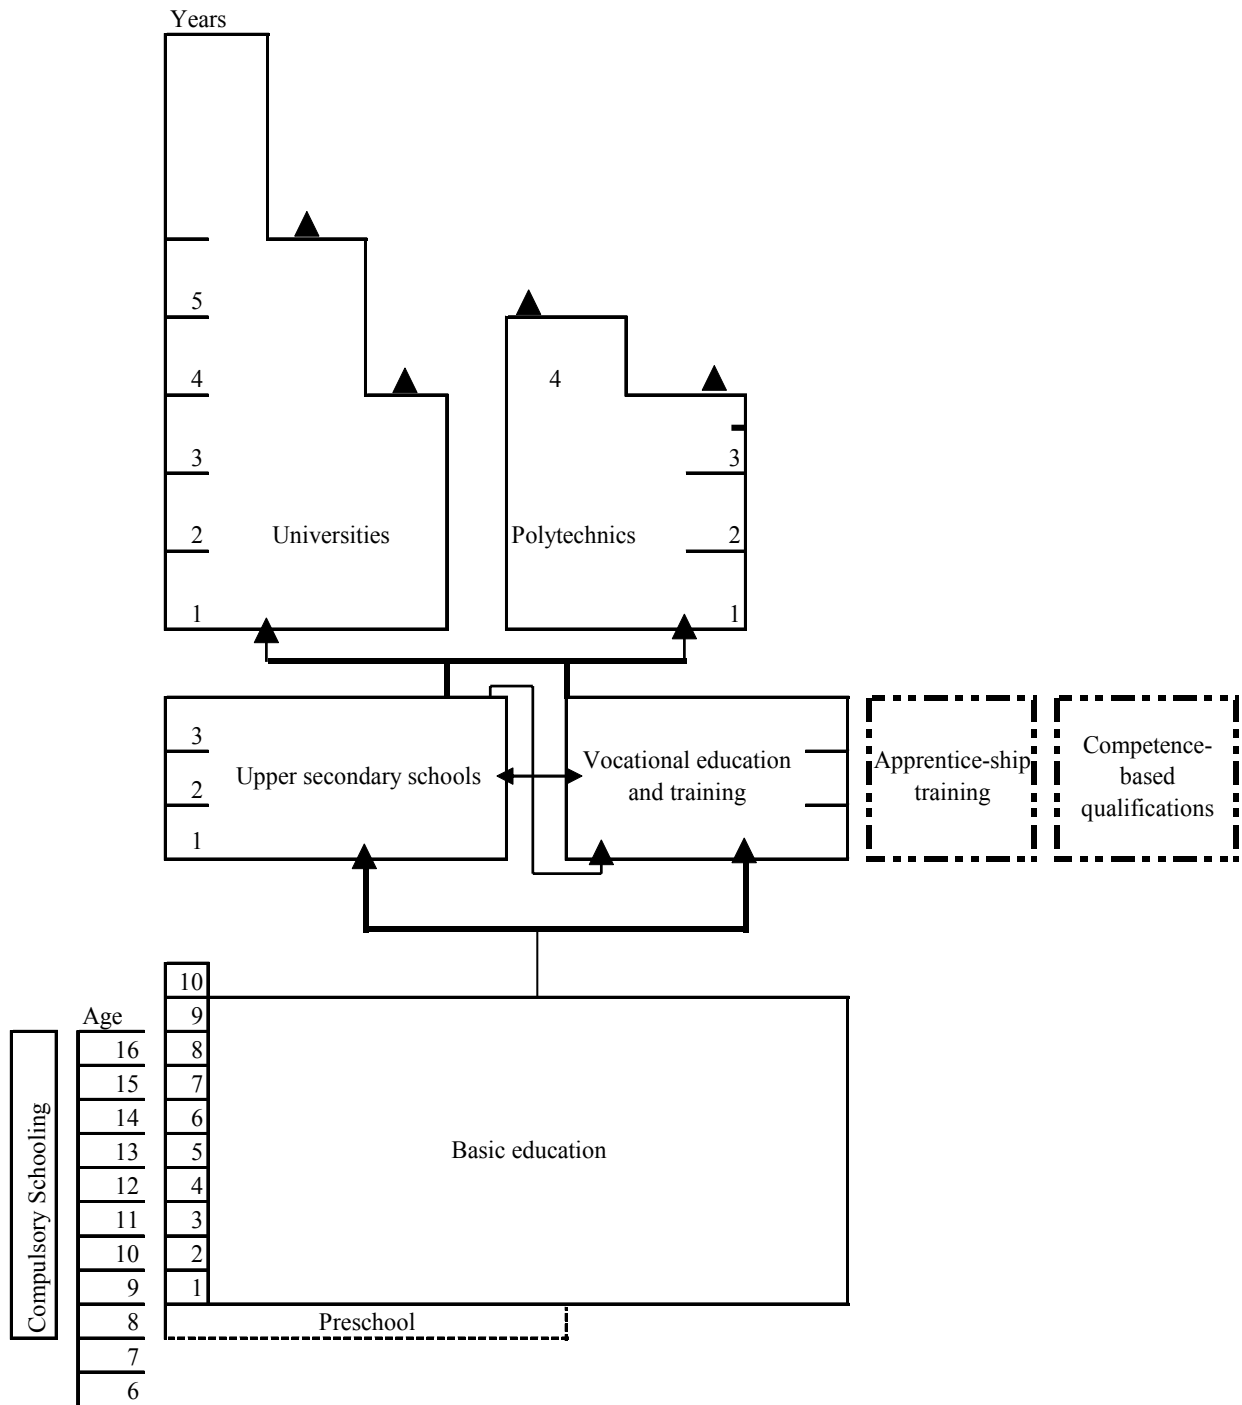 Years
5
4
3
2
1
Universities
4
3
2
1
Polytechnics
3
2
1
Upper secondary schools
Vocational education
and training
Apprentice-ship
training
Competence-
based
qualifications
10
9
8
7
6
5
4
3
2
1
Basic education
Preschool
Age
16
15
14
13
12
11
10
9
8
7
6
Compulsory Schooling